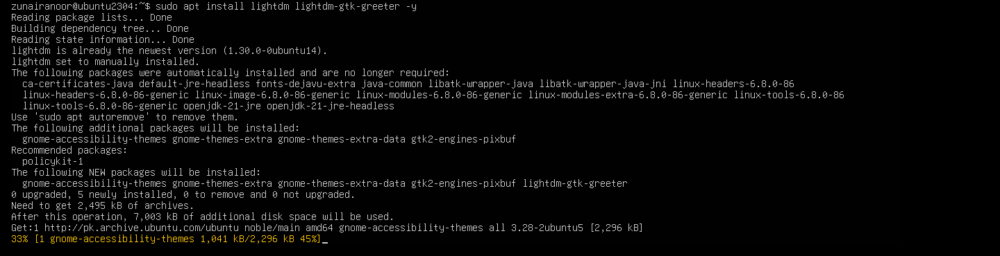 zunairanoor@ubuntu2304:~$ sudo apt install lightdm lightdm-gtk-greeter -y
Reading package lists... Done
Building dependency tree... Done
Reading state information... Done
lightdm is already the newest version (1.30.0-0ubuntu14).
lightdm set to manually installed.
The following packages were automatically installed and are no longer required:
  ca-certificates-java default-jre-headless fonts-dejavu-extra java-common libatk-wrapper-java libatk-wrapper-java-jni linux-headers-6.8.0-86
  linux-headers-6.8.0-86-generic linux-image-6.8.0-86-generic linux-modules-6.8.0-86-generic linux-modules-extra-6.8.0-86-generic linux-tools-6.8.0-86
  linux-tools-6.8.0-86-generic openjdk-21-jre openjdk-21-jre-headless
Use 'sudo apt autoremove' to remove them.
The following additional packages will be installed:
  gnome-accessibility-themes gnome-themes-extra gnome-themes-extra-data gtk2-engines-pixbuf
Recommended packages:
  policykit-1
The following NEW packages will be installed:
  gnome-accessibility-themes gnome-themes-extra gnome-themes-extra-data gtk2-engines-pixbuf lightdm-gtk-greeter
0 upgraded, 5 newly installed, 0 to remove and 0 not upgraded.
Need to get 2,495 kB of archives.
After this operation, 7,003 kB of additional disk space will be used.
Get:1 http://pk.archive.ubuntu.com/ubuntu noble/main amd64 gnome-accessibility-themes all 3.28-2ubuntu5 [2,296 kB]
33% [1 gnome-accessibility-themes 1,041 kB/2,296 kB 45%]